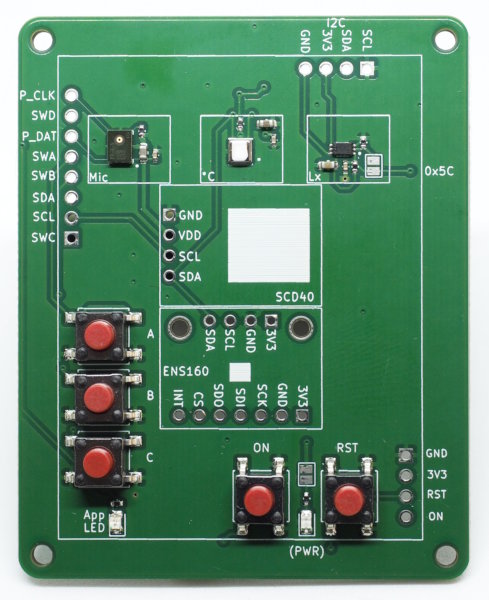 I2C
GND
3V3
SDA
SCL
P_CLK
SWD
P_DAT
SWA
SWB
SDA
SCL
SWC
Mic
°C
Lx
0x5C
GND
VDD
SCL
SDA
SCD40
SDA
SCL
GND
3V3
ENS160
INT
CS
SDO
SDI
SCK
GND
3V3
A
B
C
App
LED
ON
RST
(PWR)
GND
3V3
RST
ON